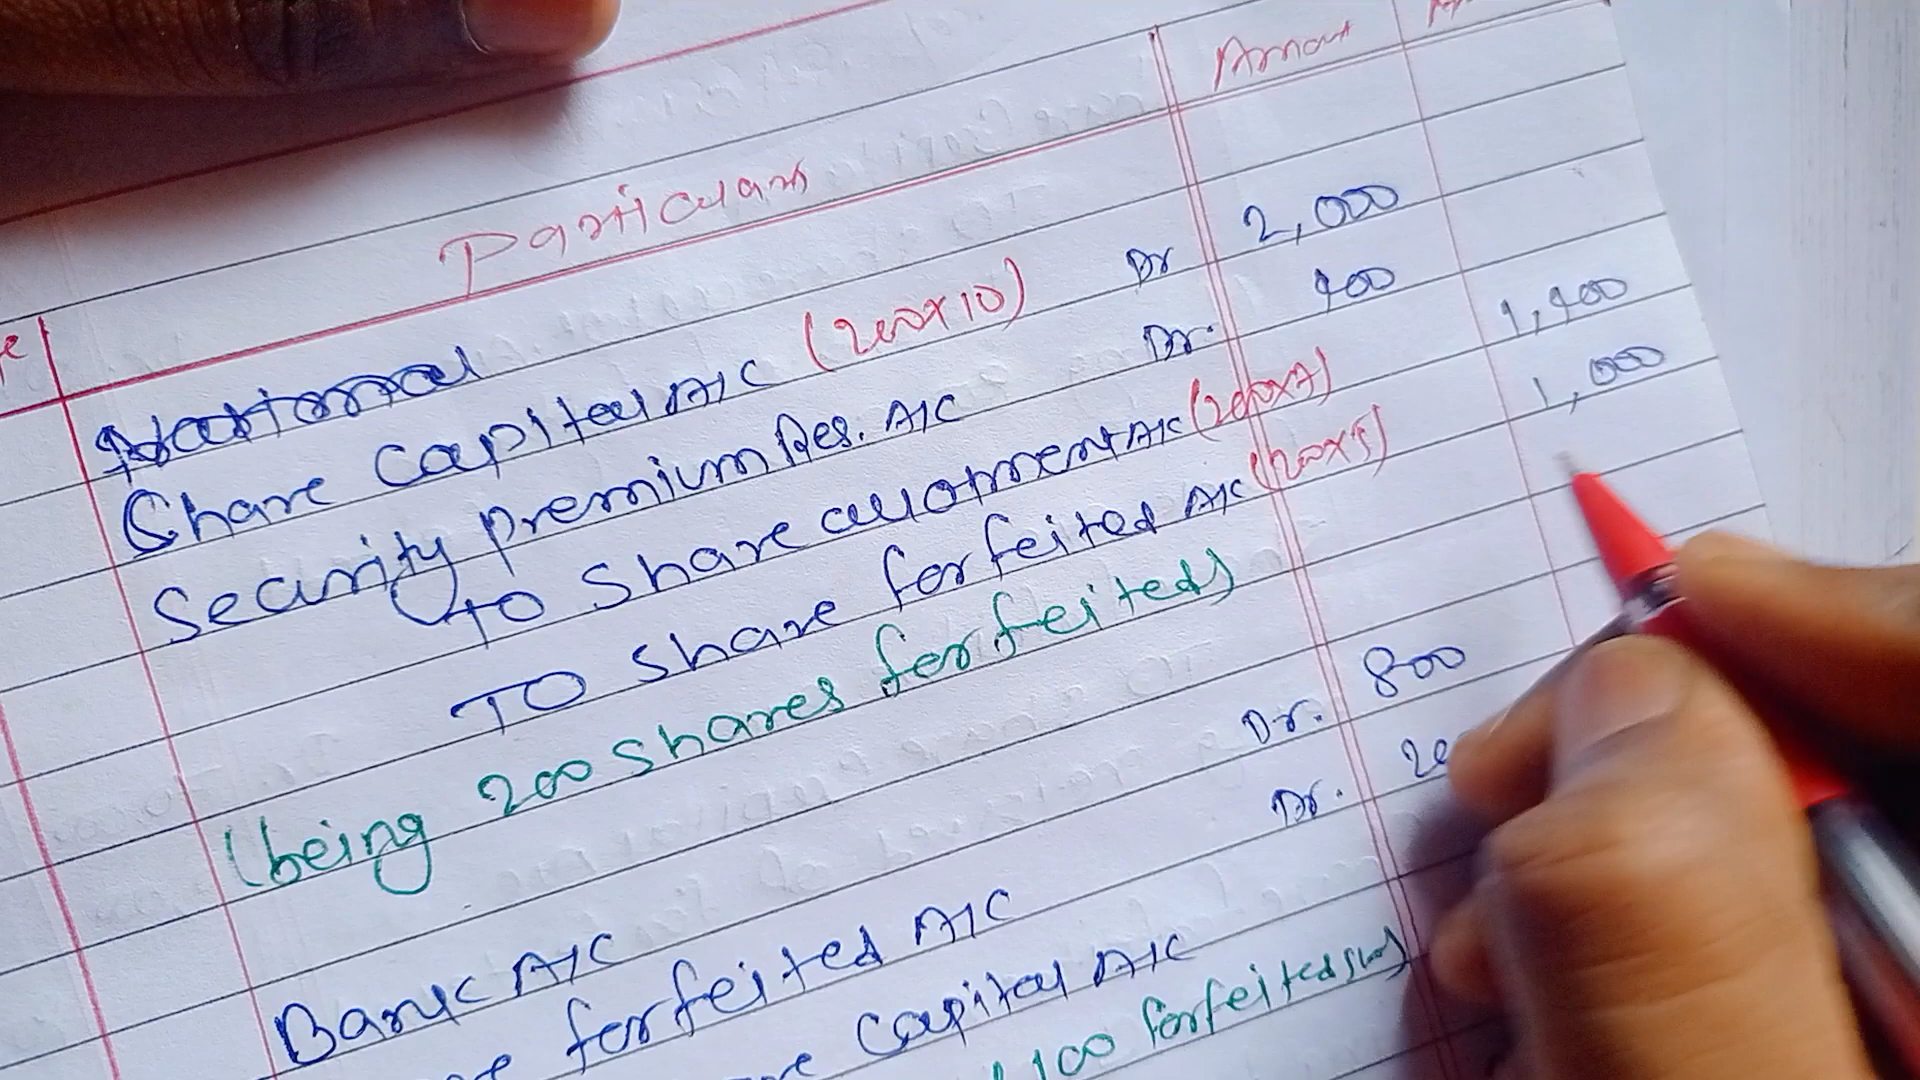 Particulars Amount
Share Capital A/C (200x10) Dr 2,000
Security premium Res. A/C Dr. 400
To Share allotment A/C (200x7) 1,400
To Share forfeited A/C (200x5) 1,000
(being 200 shares forfeited)
Bank A/C Dr. 800
forfeited A/C Dr.
Capital A/C
100 forfeited